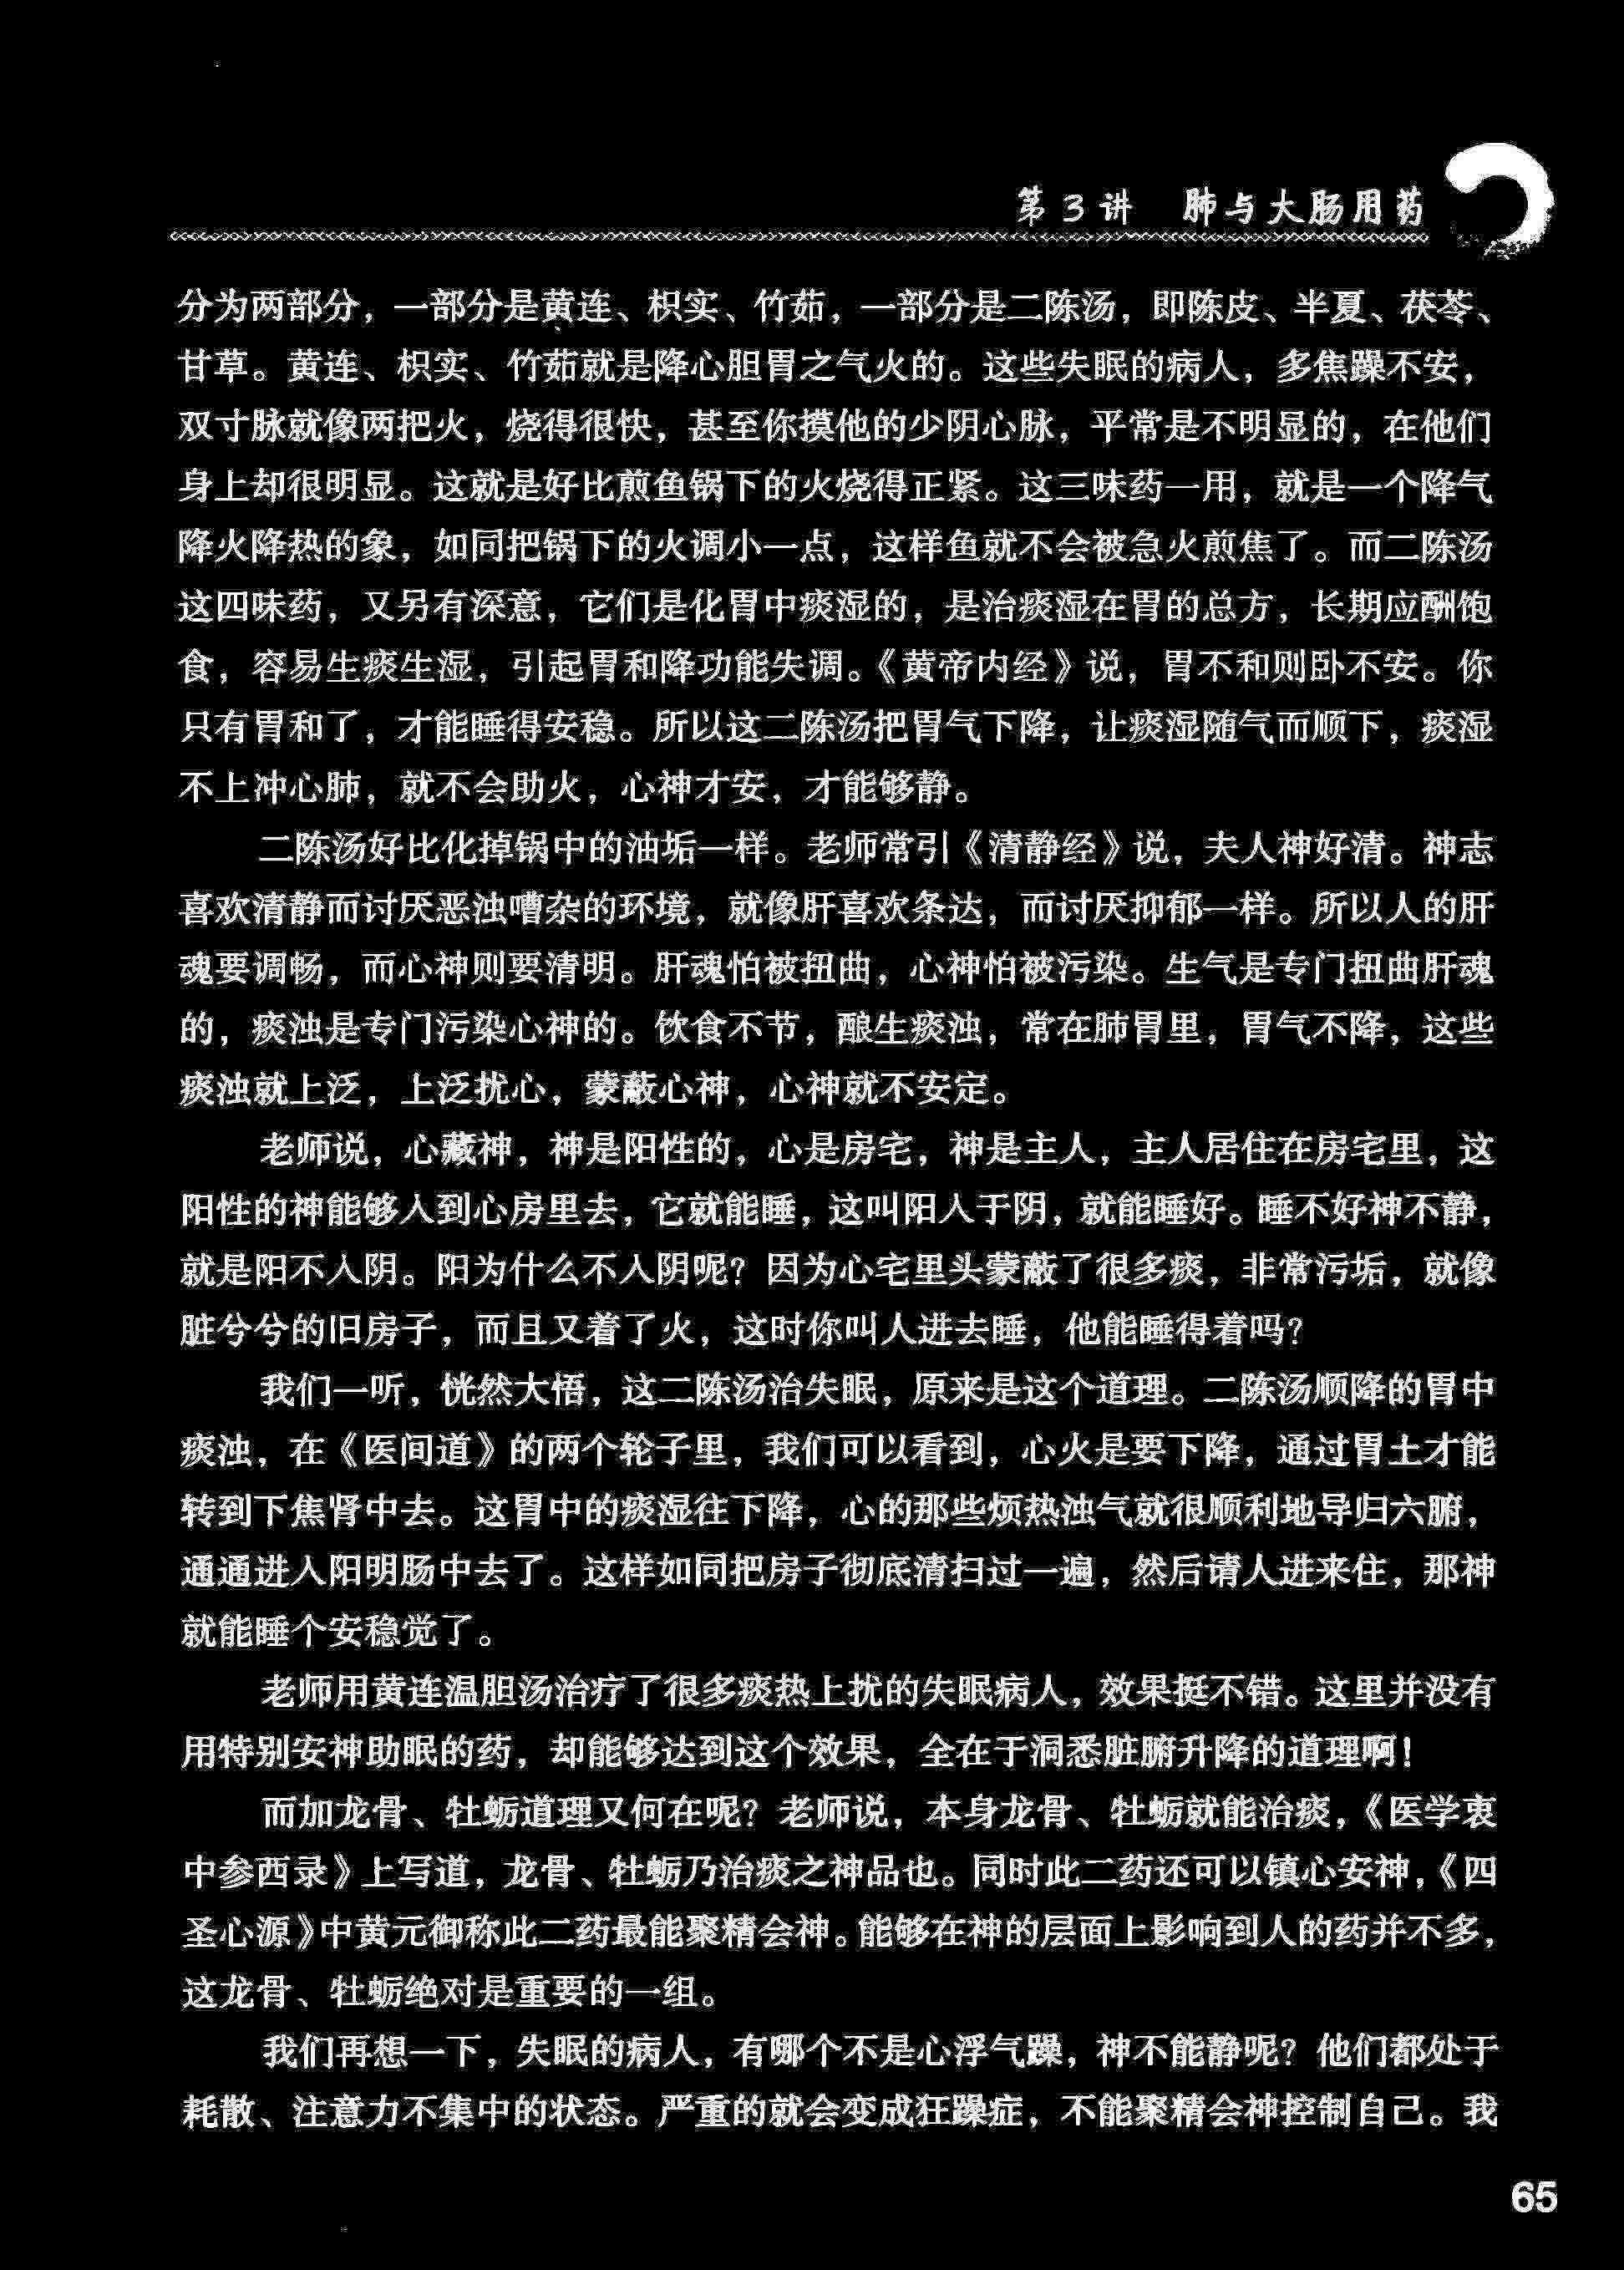 第3讲 肺与大肠用药
分为两部分，一部分是黄连、枳实、竹茹，一部分是二陈汤，即陈皮、半夏、茯苓、
甘草。黄连、枳实、竹茹就是降心胆胃之气火的。这些失眠的病人，多焦躁不安，
双寸脉就像两把火，烧得很快，甚至你摸他的少阴心脉，平常是不明显的，在他们
身上却很明显。这就是好比煎鱼锅下的火烧得正紧。这三味药一用，就是一个降气
降火降热的象，如同把锅下的火调小一点，这样鱼就不会被急火煎焦了。而二陈汤
这四味药，又另有深意，它们是化胃中痰湿的，是治痰湿在胃的总方，长期应酬饱
食，容易生痰生湿，引起胃和降功能失调。《黄帝内经》说，胃不和则卧不安。你
只有胃和了，才能睡得安稳。所以这二陈汤把胃气下降，让痰湿随气而顺下，痰湿
不上冲心肺，就不会助火，心神才安，才能够静。
二陈汤好比化掉锅中的油垢一样。老师常引《清静经》说，夫人神好清。神志
喜欢清静而讨厌恶浊嘈杂的环境，就像肝喜欢条达，而讨厌抑郁一样。所以人的肝
魂要调畅，而心神则要清明。肝魂怕被扭曲，心神怕被污染。生气是专门扭曲肝魂
的，痰浊是专门污染心神的。饮食不节，酿生痰浊，常在肺胃里，胃气不降，这些
痰浊就上泛，上泛扰心，蒙蔽心神，心神就不安定。
老师说，心藏神，神是阳性的，心是房宅，神是主人，主人居住在房宅里，这
阳性的神能够入到心房里去，它就能睡，这叫阳入于阴，就能睡好。睡不好神不静，
就是阳不入阴。阳为什么不入阴呢？因为心宅里头蒙蔽了很多痰，非常污垢，就像
脏兮兮的旧房子，而且又着了火，这时你叫人进去睡，他能睡得着吗？
我们一听，恍然大悟，这二陈汤治失眠，原来是这个道理。二陈汤顺降的胃中
痰浊，在《医间道》的两个轮子里，我们可以看到，心火是要下降，通过胃土才能
转到下焦肾中去。这胃中的痰湿往下降，心的那些烦热浊气就很顺利地导归六腑，
通通进入阳明肠中去了。这样如同把房子彻底清扫过一遍，然后请人进来住，那神
就能睡个安稳觉了。
老师用黄连温胆汤治疗了很多痰热上扰的失眠病人，效果挺不错。这里并没有
用特别安神助眠的药，却能够达到这个效果，全在于洞悉脏腑升降的道理啊！
而加龙骨、牡蛎道理又何在呢？老师说，本身龙骨、牡蛎就能治痰，《医学衷
中参西录》上写道，龙骨、牡蛎乃治痰之神品也。同时此二药还可以镇心安神，《四
圣心源》中黄元御称此二药最能聚精会神。能够在神的层面上影响到人的药并不多，
这龙骨、牡蛎绝对是重要的一组。
我们再想一下，失眠的病人，有哪个不是心浮气躁，神不能静呢？他们都处于
耗散、注意力不集中的状态。严重的就会变成狂躁症，不能聚精会神控制自己。我
65